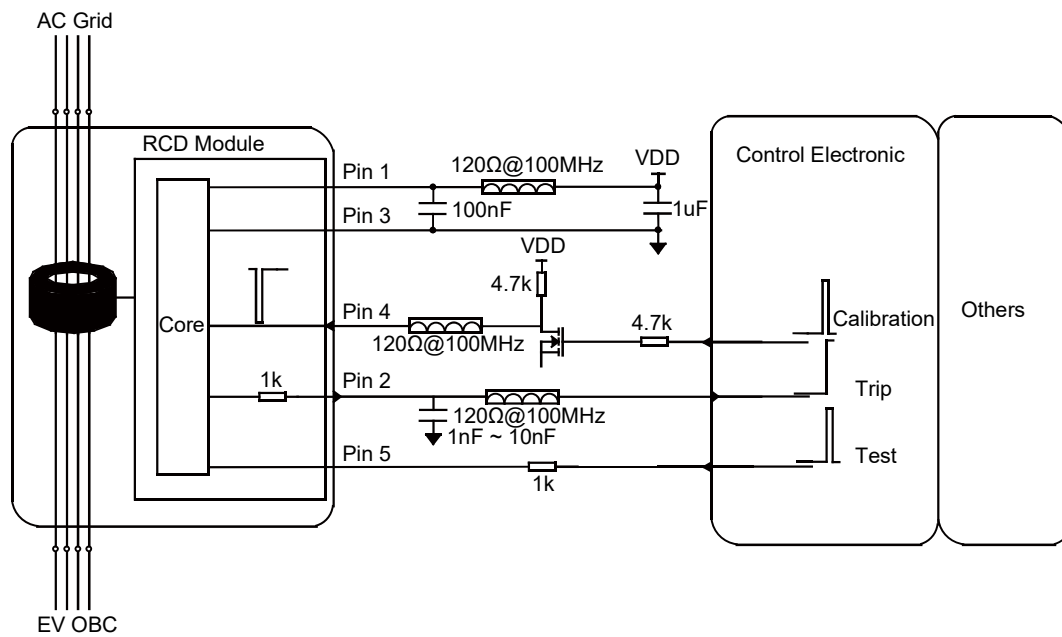 AC Grid
RCD Module
Pin 1
120Ω@100MHz
VDD
Control Electronic
100nF
1uF
Pin 3
VDD
4.7k
Core
Pin 4
120Ω@100MHz
4.7k
Calibration
Others
1k
Pin 2
120Ω@100MHz
1nF ~ 10nF
Trip
Pin 5
1k
Test
EV OBC